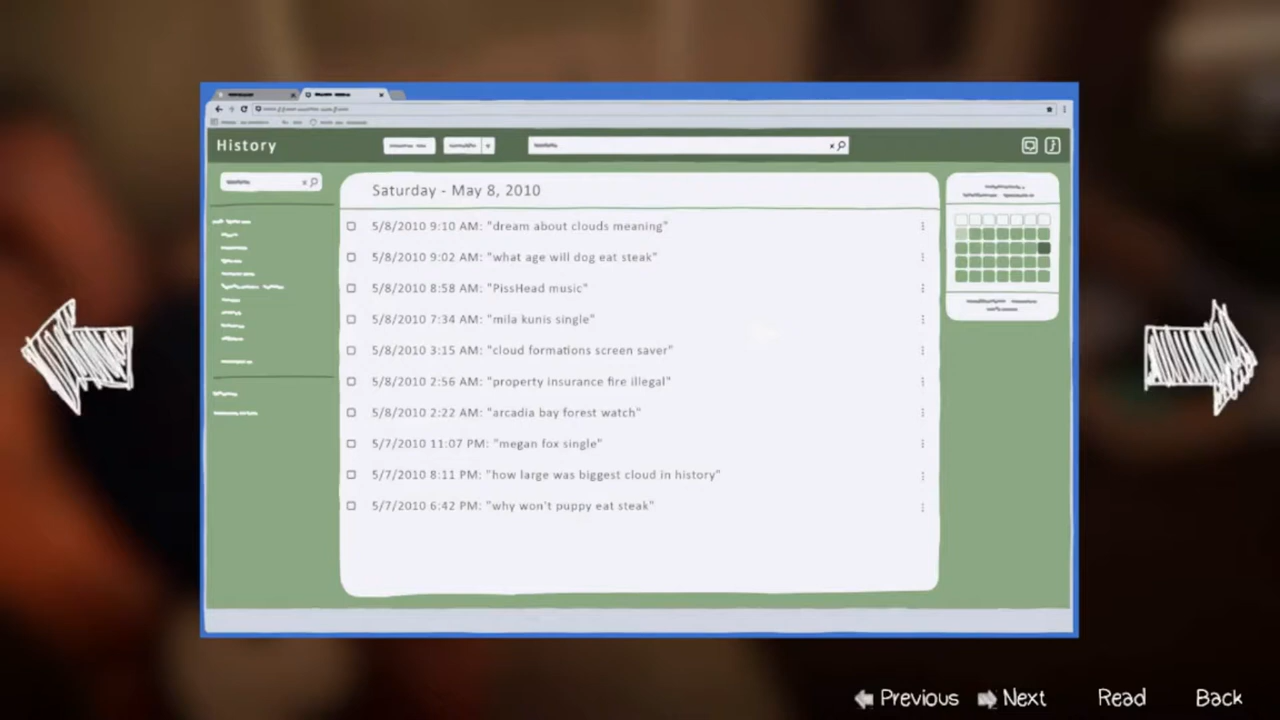 History
Saturday - May 8, 2010
5/8/2010 9:10 AM: "dream about clouds meaning"
5/8/2010 9:02 AM: "what age will dog eat steak"
5/8/2010 8:58 AM: "PissHead music"
5/8/2010 7:34 AM: "mila kunis single"
5/8/2010 3:15 AM: "cloud formations screen saver"
5/8/2010 2:56 AM: "property insurance fire illegal"
5/8/2010 2:22 AM: "arcadia bay forest watch"
5/7/2010 11:07 PM: "megan fox single"
5/7/2010 8:11 PM: "how large was biggest cloud in history"
5/7/2010 6:42 PM: "why won't puppy eat steak"
Previous Next Read Back